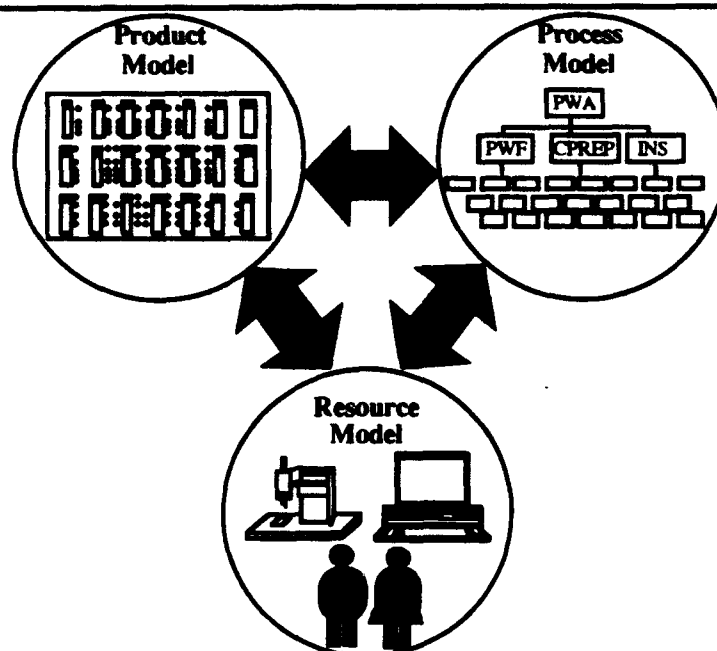 Product
Model
Process
Model
PWA
PWF
CPREP
INS
Resource
Model